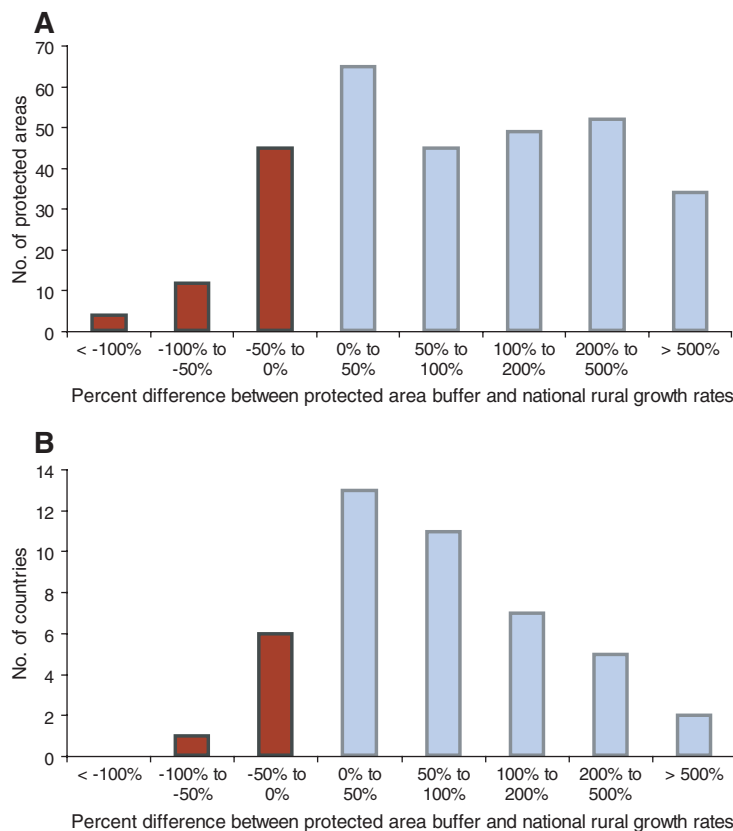 A
70
60
50
40
30
20
10
0
No. of protected areas
< -100%
-100% to
-50%
-50% to
0%
0% to
50%
50% to
100%
100% to
200%
200% to
500%
> 500%
Percent difference between protected area buffer and national rural growth rates
B
14
12
10
8
6
4
2
0
No. of countries
< -100%
-100% to
-50%
-50% to
0%
0% to
50%
50% to
100%
100% to
200%
200% to
500%
> 500%
Percent difference between protected area buffer and national rural growth rates